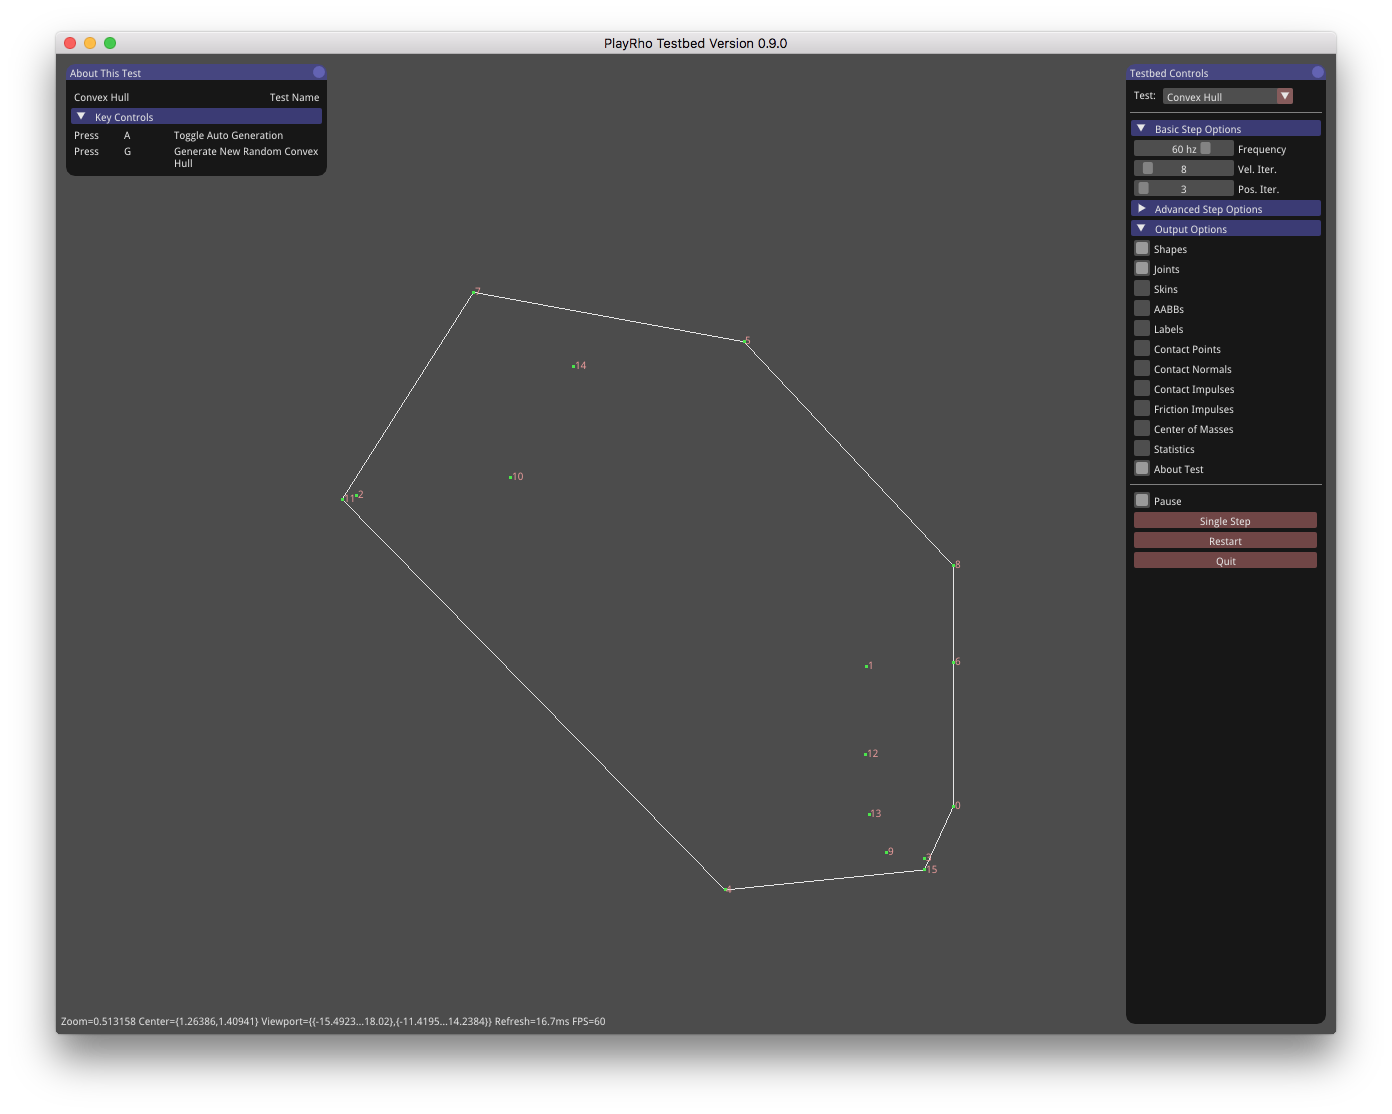 PlayRho Testbed Version 0.9.0
About This Test
Convex Hull Test Name
Key Controls
Press A Toggle Auto Generation
Press G Generate New Random Convex
Hull
Testbed Controls
Test: Convex Hull
Basic Step Options
60 hz Frequency
8 Vel. Iter.
3 Pos. Iter.
Advanced Step Options
Output Options
Shapes
Joints
Skins
AABBs
Labels
Contact Points
Contact Normals
Contact Impulses
Friction Impulses
Center of Masses
Statistics
About Test
Pause
Single Step
Restart
Quit
7
5
14
10
11
2
8
1
6
12
0
13
9
3
15
4
Zoom=0.513158 Center={1.26386,1.40941} Viewport={{-15.4923...18.02},{-11.4195...14.2384}} Refresh=16.7ms FPS=60